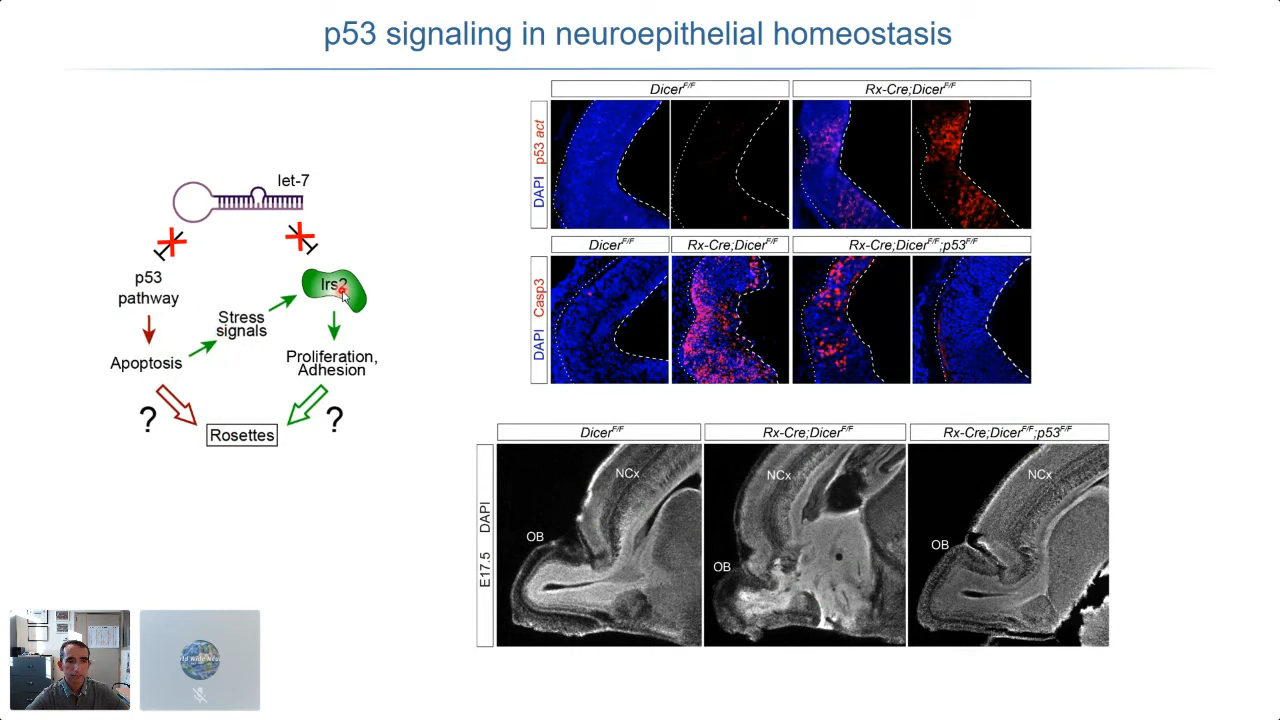 p53 signaling in neuroepithelial homeostasis
let-7
p53
pathway
Apoptosis
Stress
signals
Irs2
Proliferation,
Adhesion
?
?
Rosettes
Dicer^F/F
Rx-Cre;Dicer^F/F
DAPI p53 act
Dicer^F/F
Rx-Cre;Dicer^F/F
Rx-Cre;Dicer^F/F;p53^F/F
DAPI Casp3
Dicer^F/F
Rx-Cre;Dicer^F/F
Rx-Cre;Dicer^F/F;p53^F/F
E17.5 DAPI
NCx
OB
NCx
OB
NCx
OB